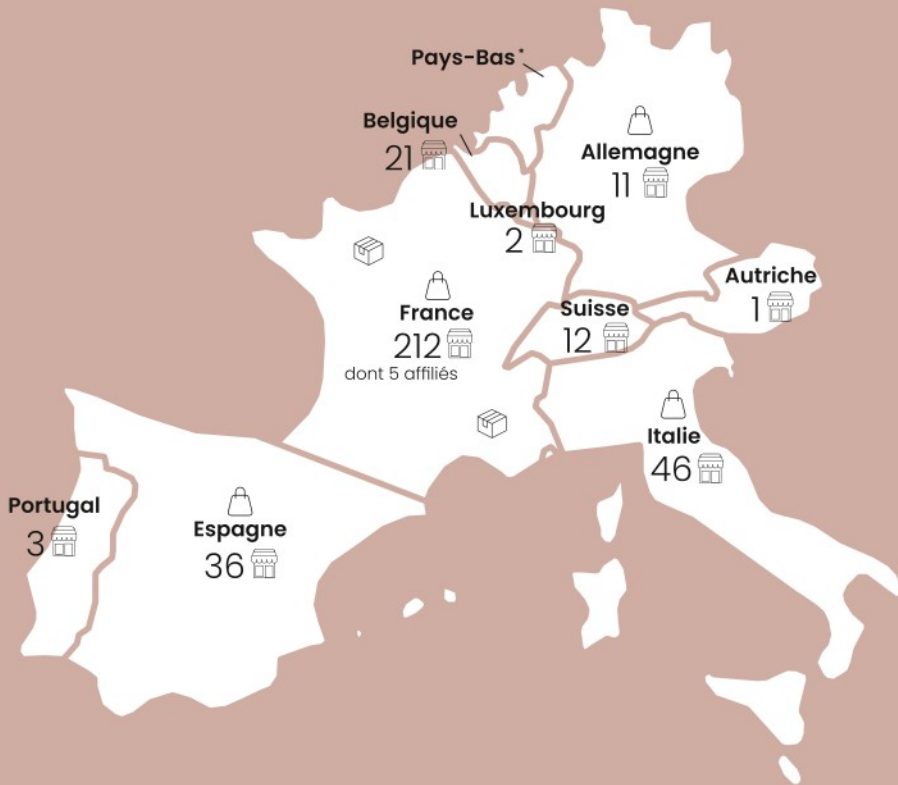 Pays-Bas*
Belgique
21
Allemagne
11
Luxembourg
2
Autriche
1
France
212
dont 5 affiliés
Suisse
12
Italie
46
Portugal
3
Espagne
36